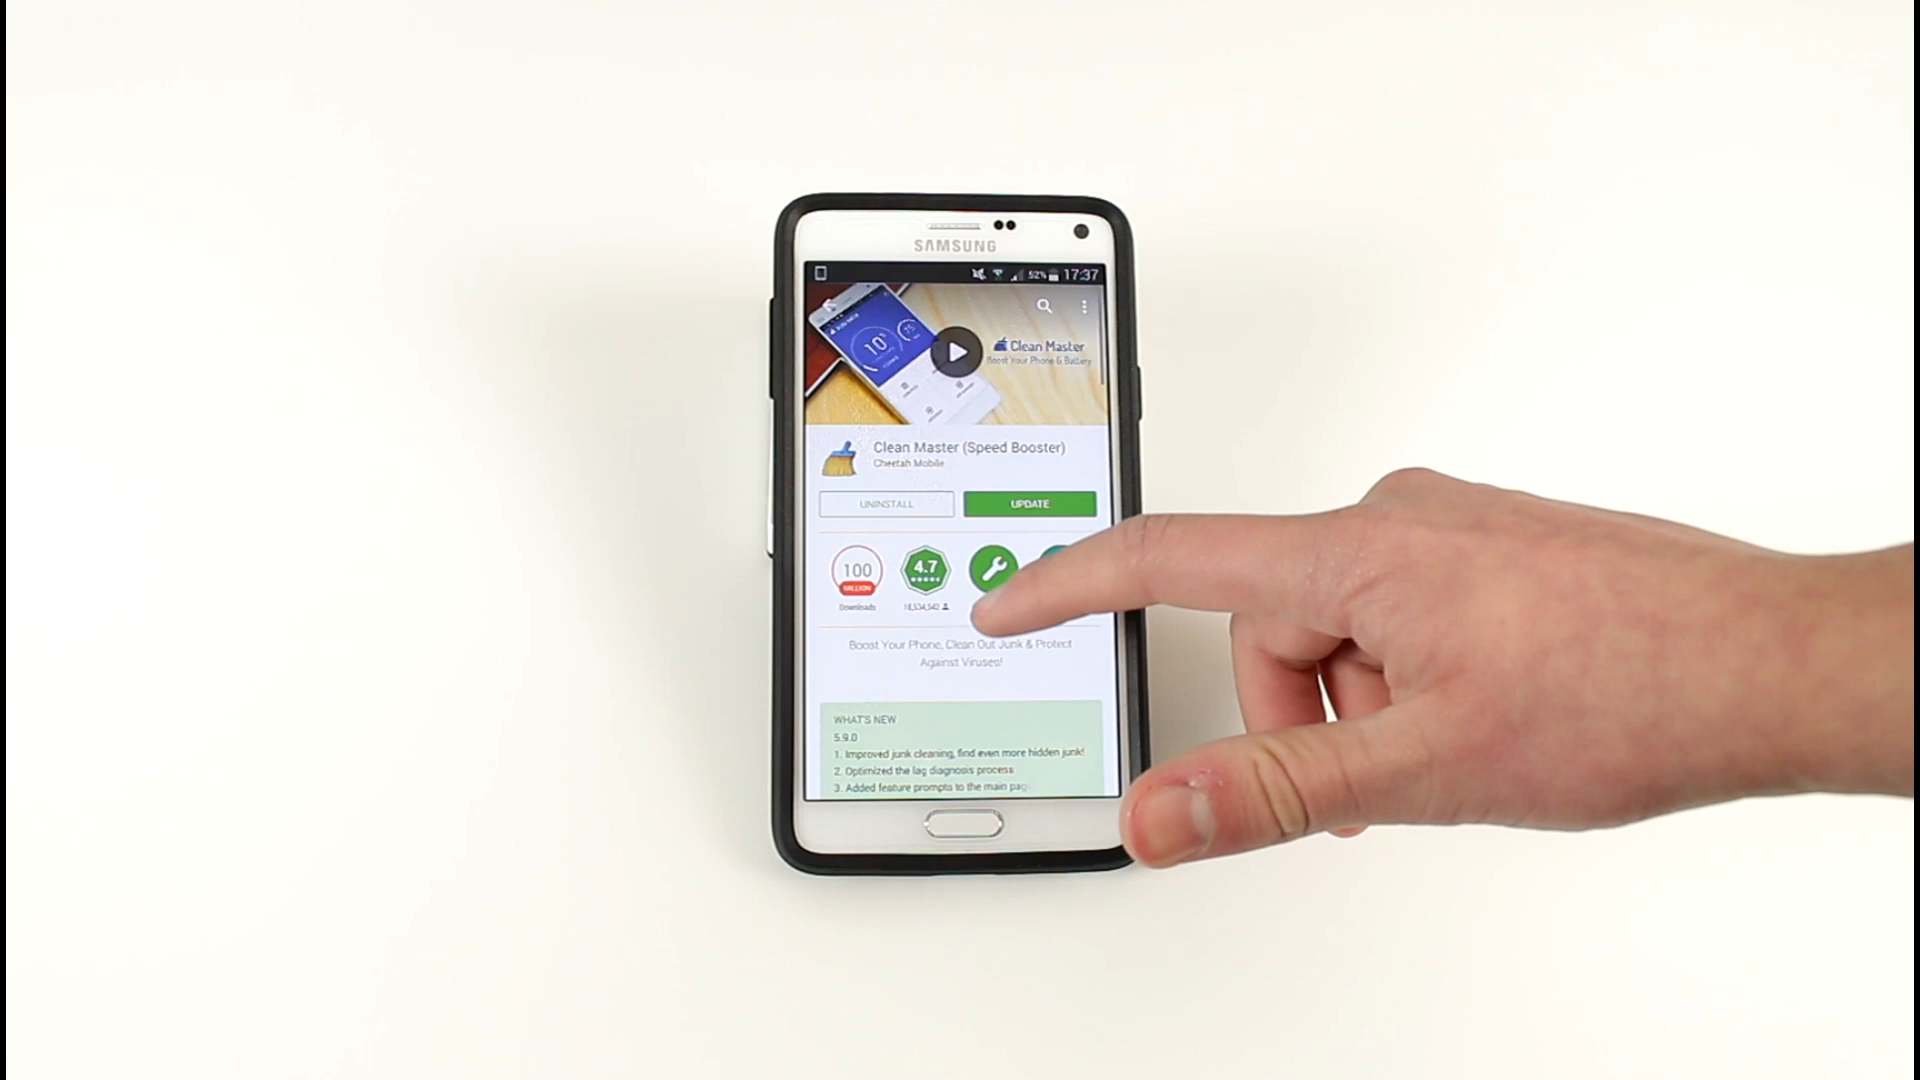 SAMSUNG
52% 17:37
10%
Clean Master
Boost Your Phone & Battery
Clean Master (Speed Booster)
Cheetah Mobile
UNINSTALL
UPDATE
100
MILLION
Downloads
4.7
Boost Your Phone, Clean Out Junk & Protect
Against Viruses!
WHAT'S NEW
5.9.0
1. Improved junk cleaning, find even more hidden junk!
2. Optimized the lag diagnosis process
3. Added feature prompts to the main page